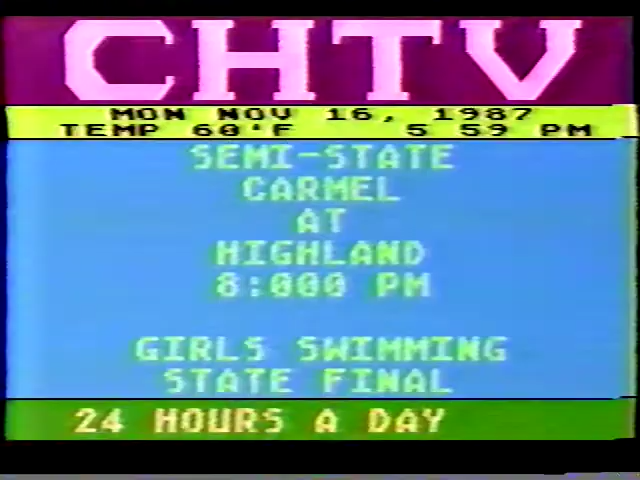 CHTV
MON NOV 16, 1987
TEMP 60°F 5 59 PM
SEMI-STATE
CARMEL
AT
HIGHLAND
8:000 PM
GIRLS SWIMMING
STATE FINAL
24 HOURS A DAY